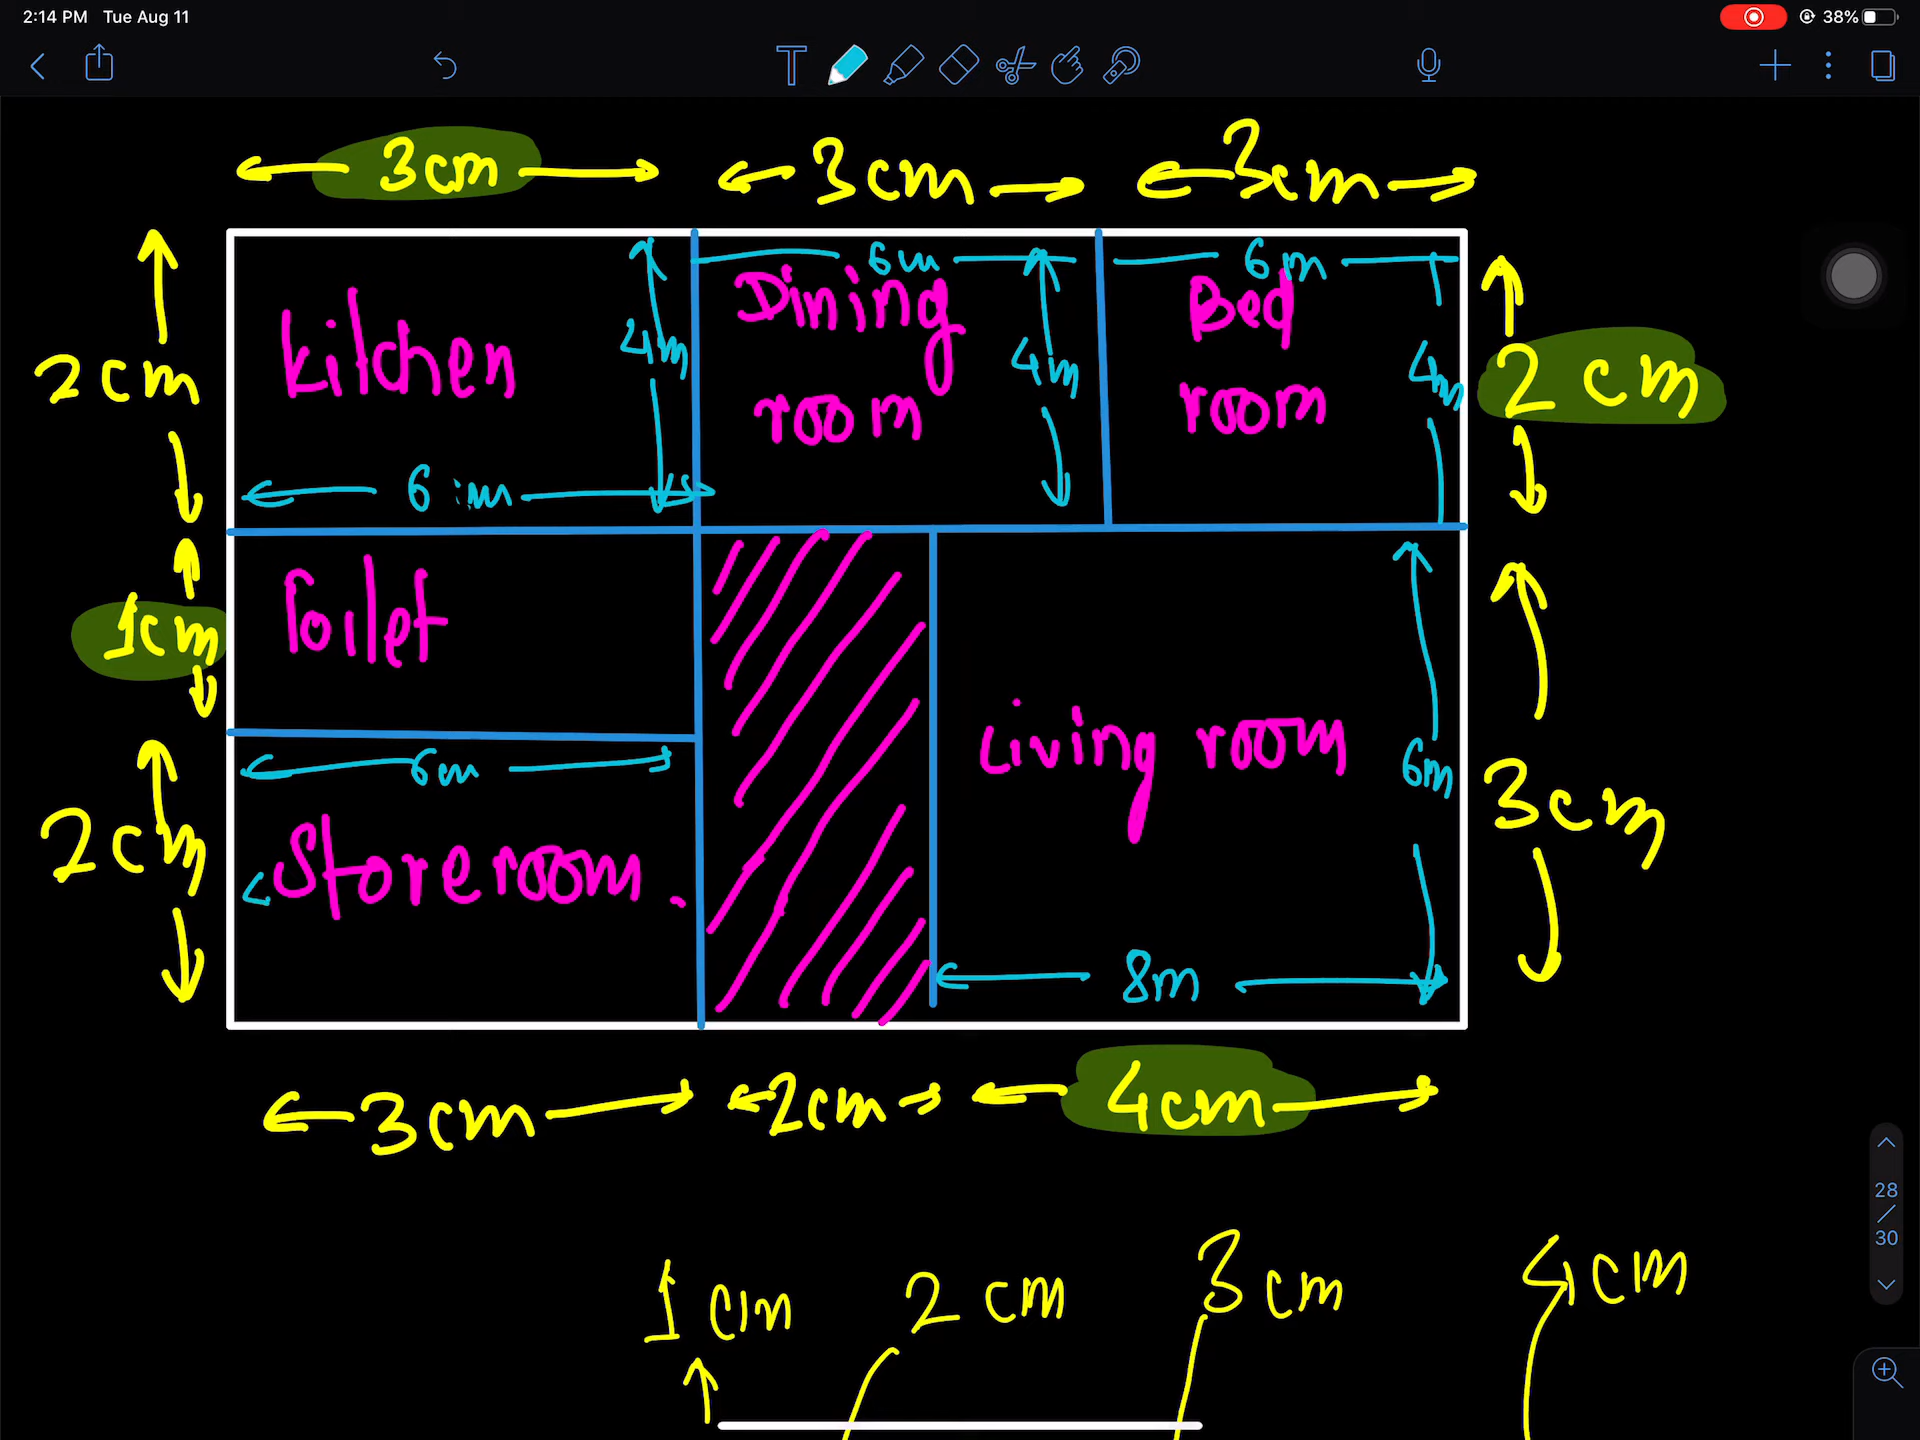 2:14 PM Tue Aug 11
38%
T
3cm 3cm 3cm
6m 6m
Dining Bed
kitchen 4m 4m 4m
2cm 2 cm
room room
6 m
Toilet
1cm
Living room
6m 6m
3cm
2cm
Storeroom.
8m
3cm 2cm 4cm
28
/
30
1 cm 2 cm 3 cm 4 cm